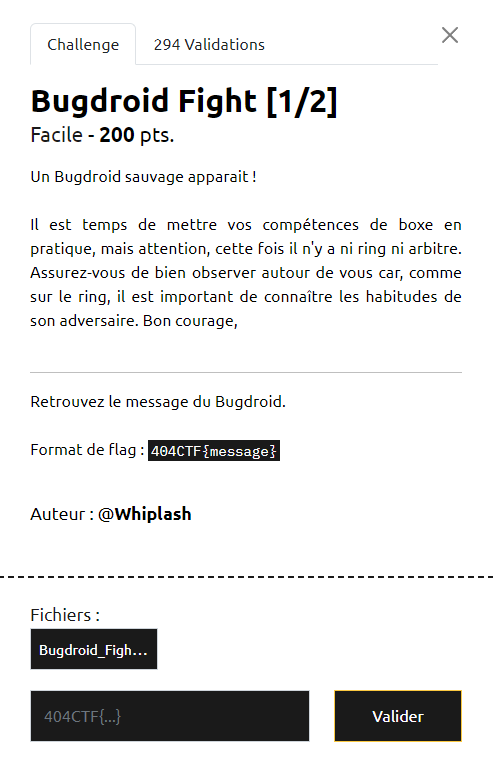 Challenge
294 Validations
Bugdroid Fight [1/2]
Facile - 200 pts.
Un Bugdroid sauvage apparait !
Il est temps de mettre vos compétences de boxe en
pratique, mais attention, cette fois il n'y a ni ring ni arbitre.
Assurez-vous de bien observer autour de vous car, comme
sur le ring, il est important de connaître les habitudes de
son adversaire. Bon courage,
Retrouvez le message du Bugdroid.
Format de flag : 404CTF{message}
Auteur : @Whiplash
Fichiers :
Bugdroid_Figh...
404CTF{...}
Valider